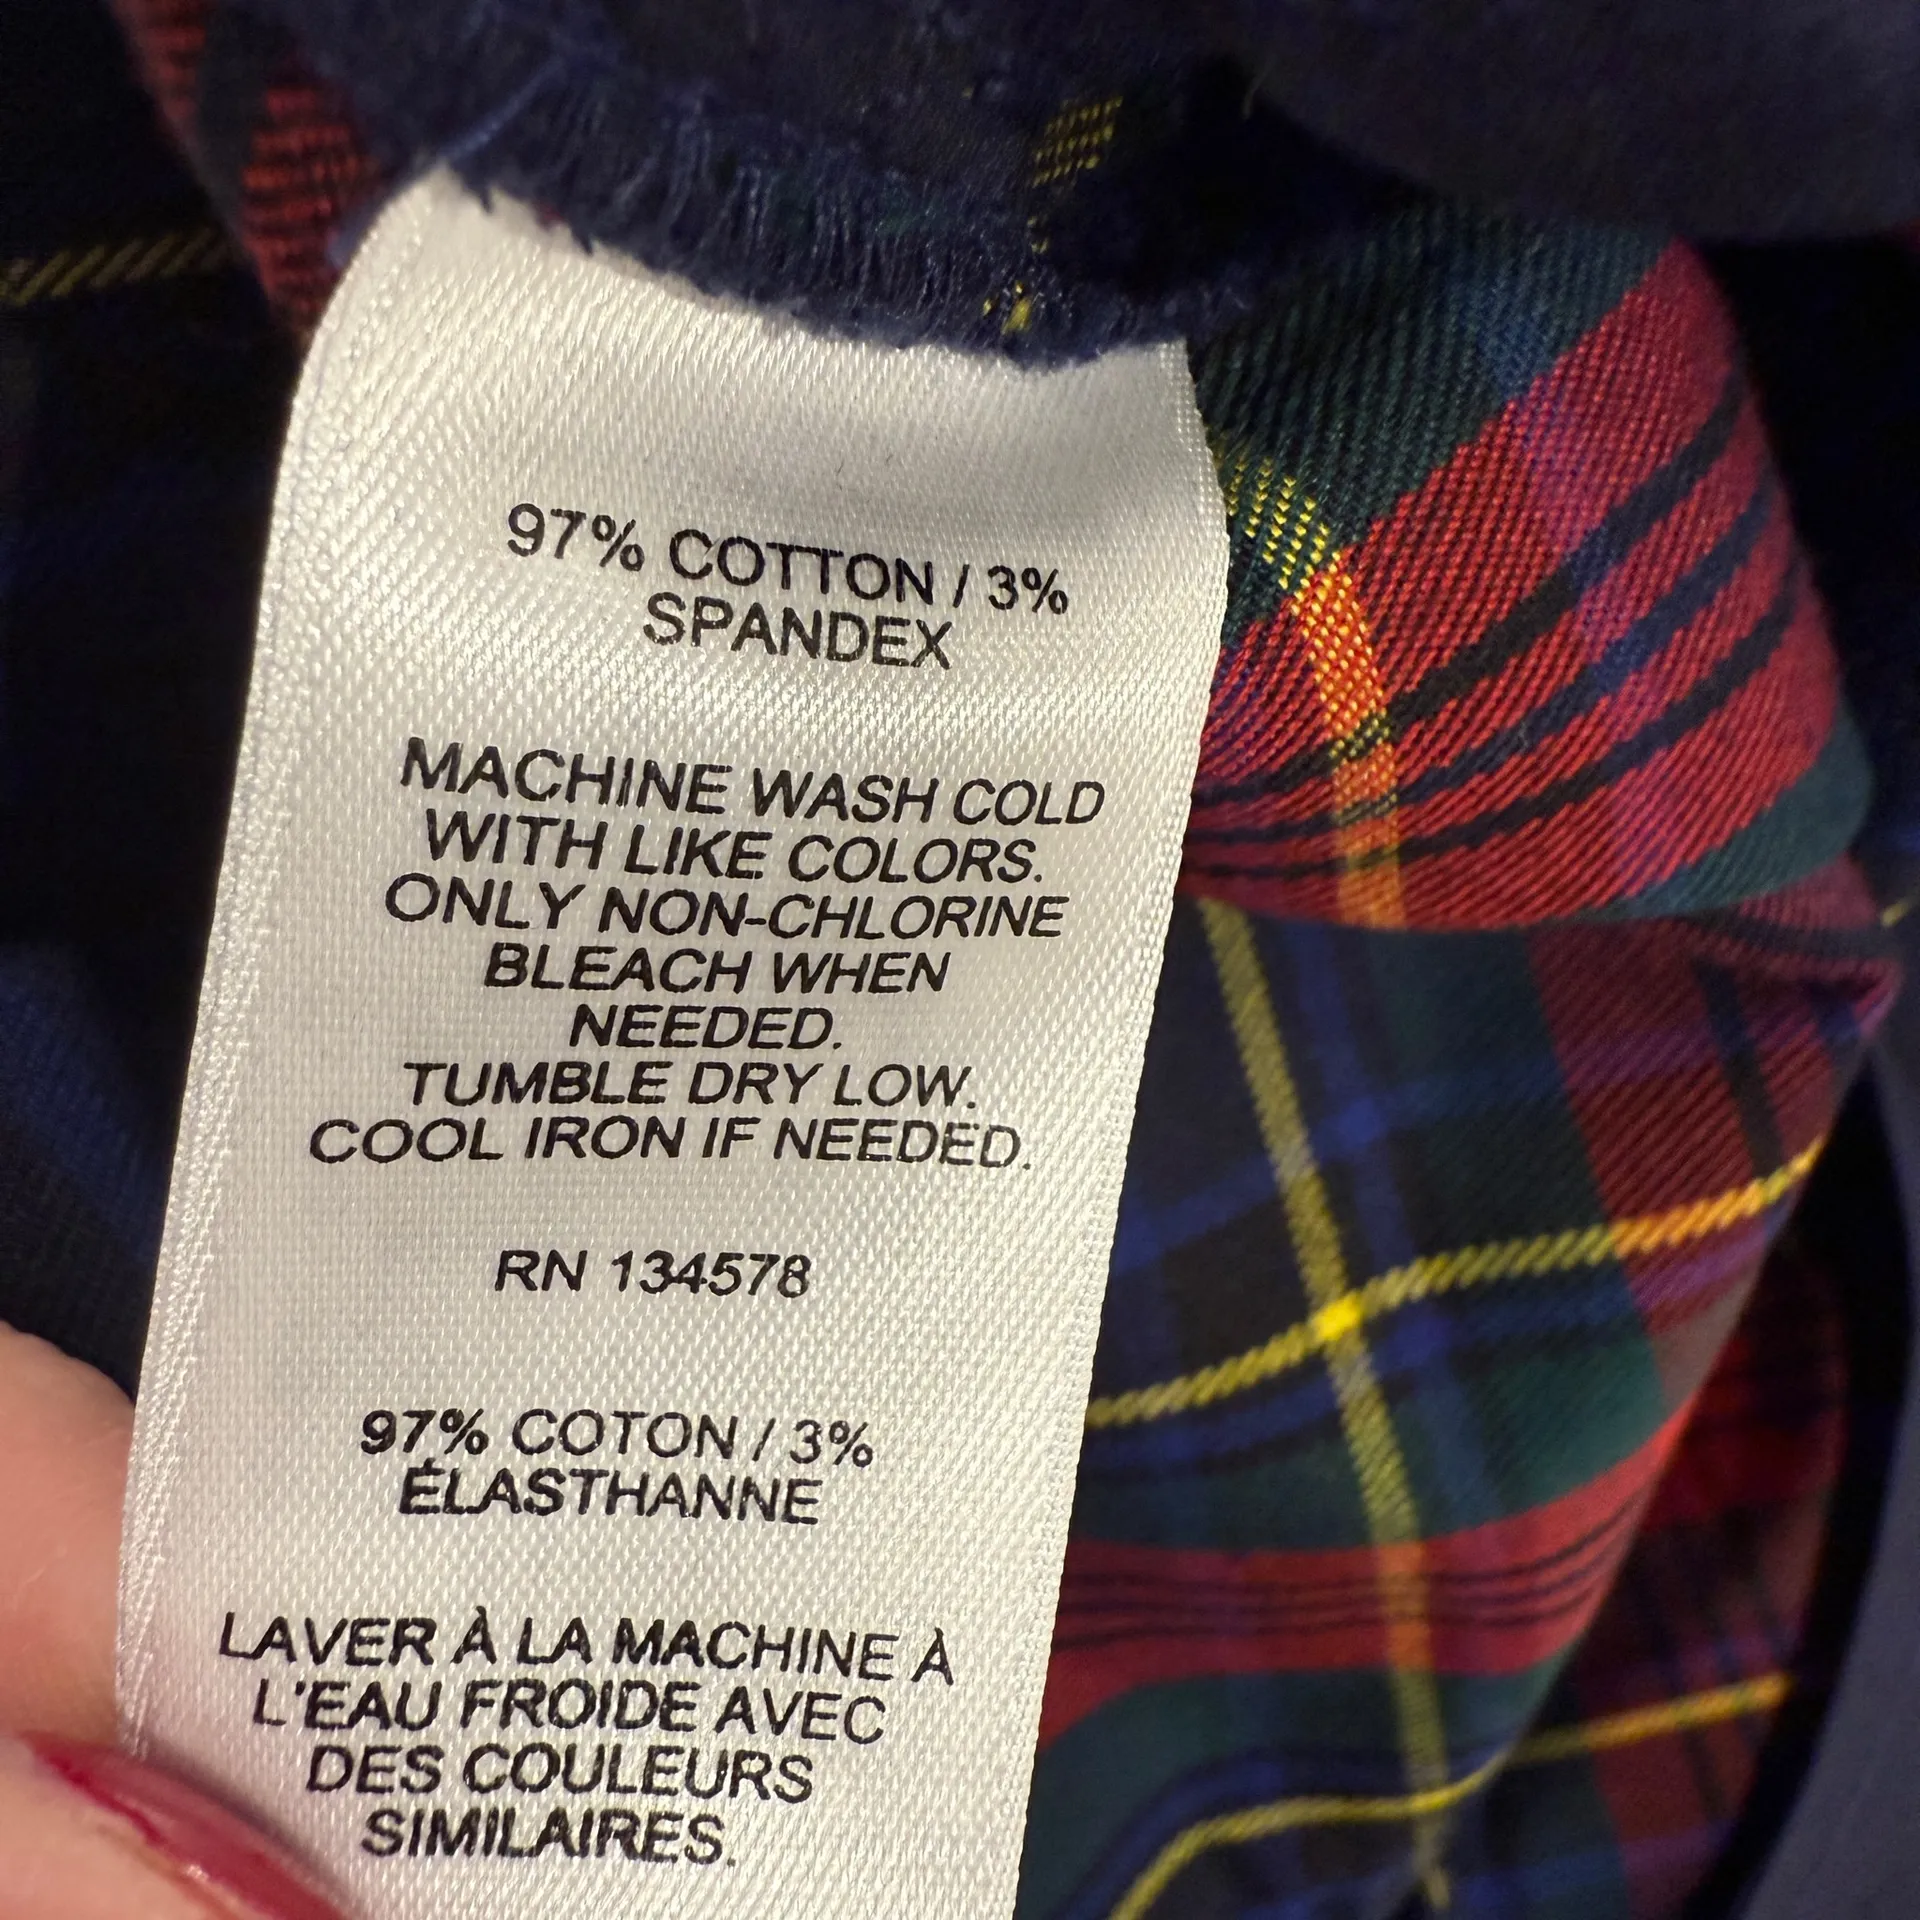 97% COTTON / 3%
SPANDEX
MACHINE WASH COLD
WITH LIKE COLORS.
ONLY NON-CHLORINE
BLEACH WHEN
NEEDED.
TUMBLE DRY LOW.
COOL IRON IF NEEDED.
RN 134578
97% COTON / 3%
ÉLASTHANNE
LAVER À LA MACHINE À
L'EAU FROIDE AVEC
DES COULEURS
SIMILAIRES.